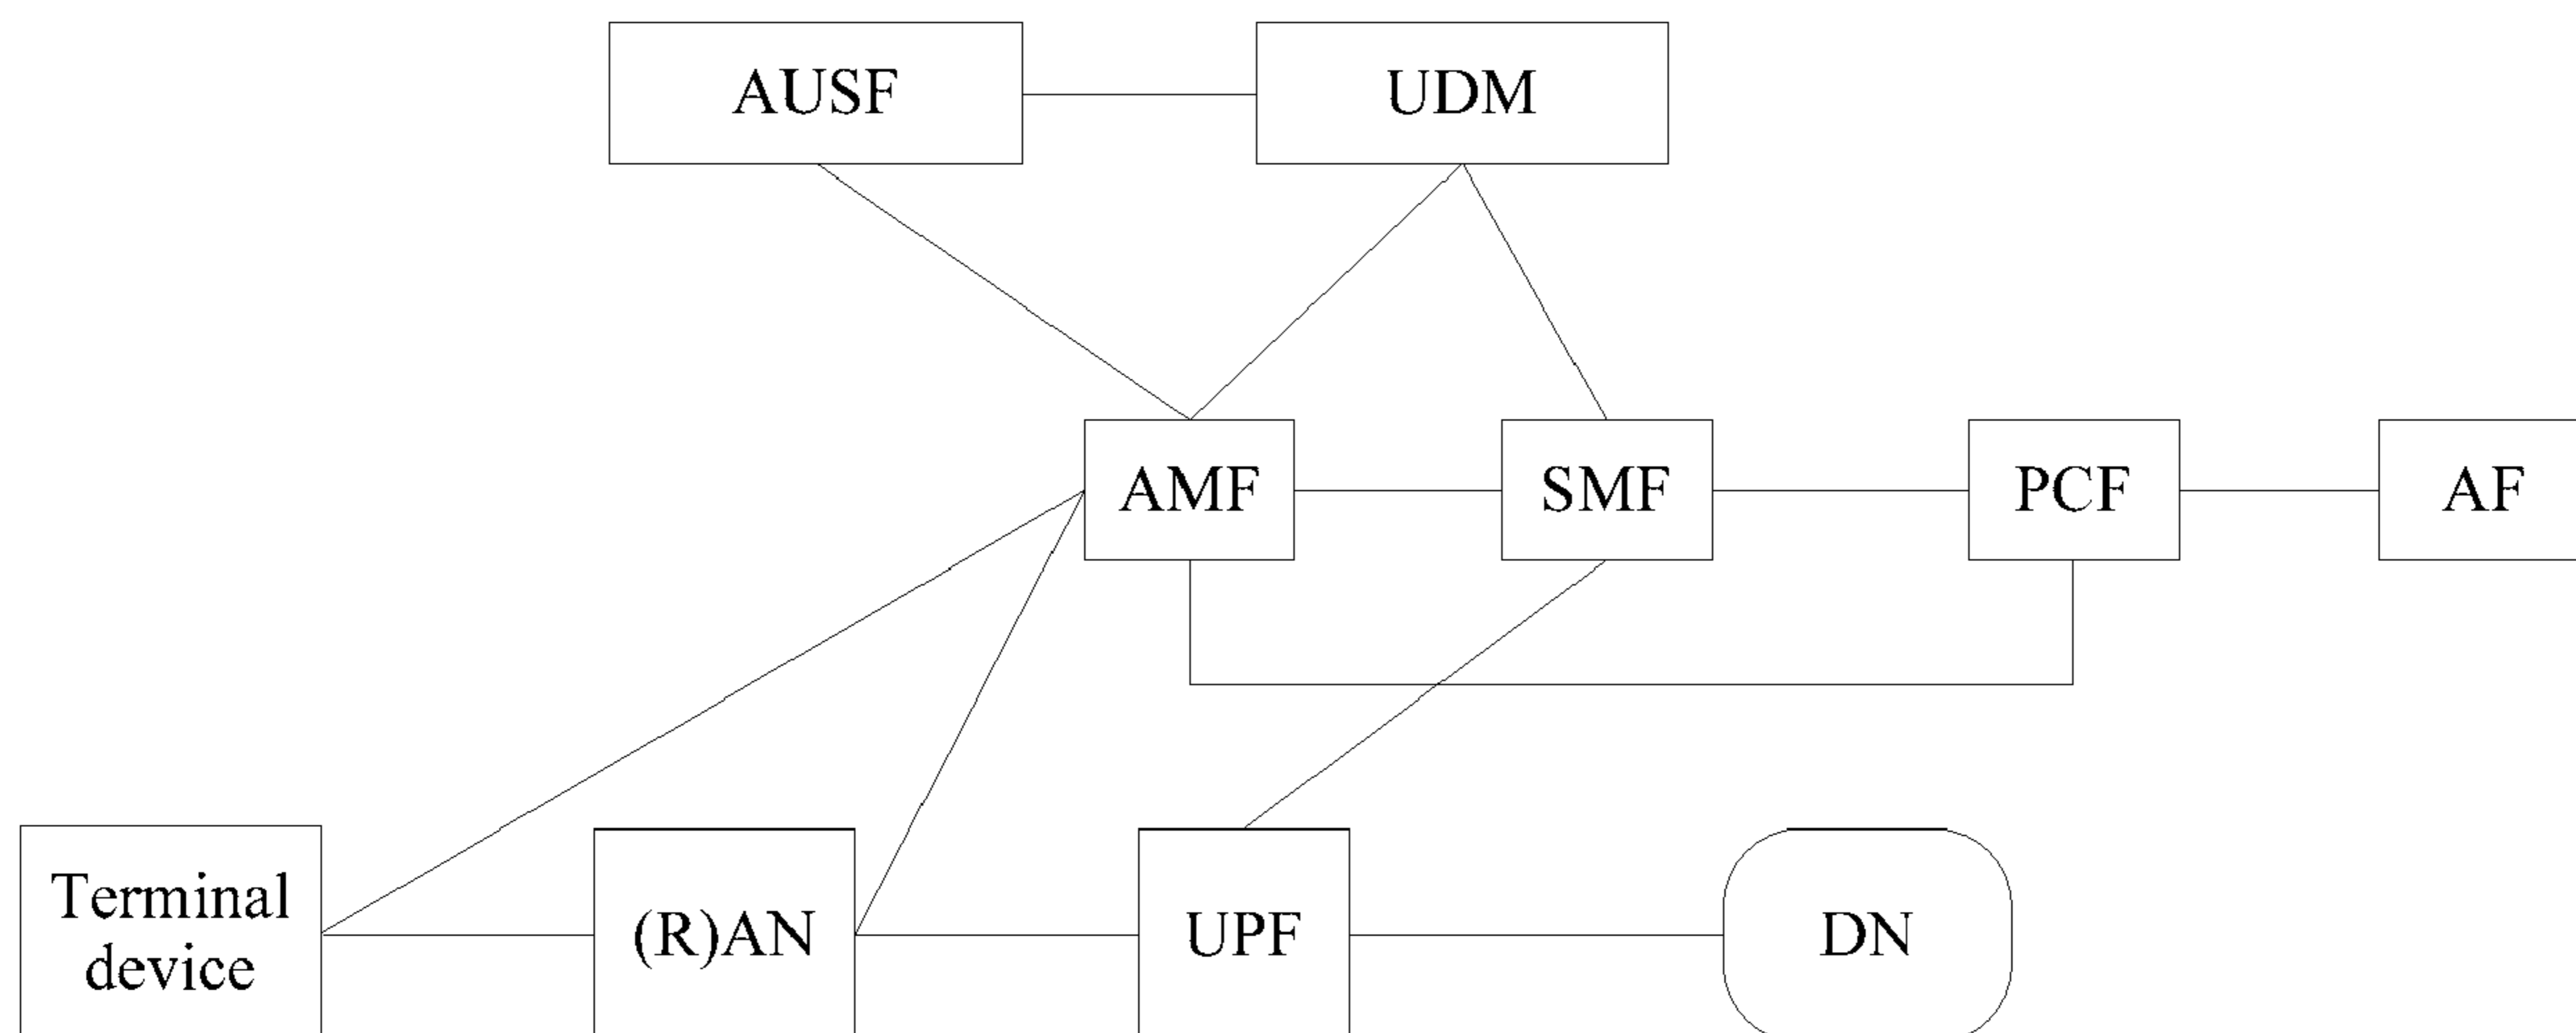 AUSF
UDM
AMF
SMF
PCF
AF
Terminal
device
(R)AN
UPF
DN